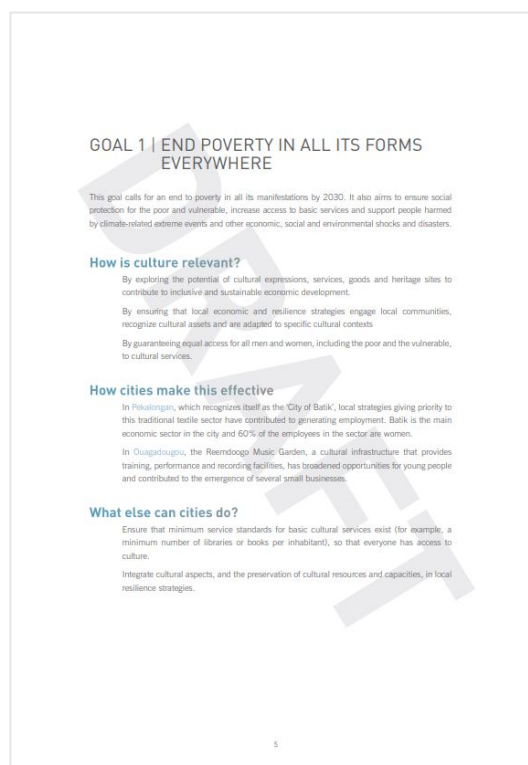 GOAL 1 | END POVERTY IN ALL ITS FORMS
EVERYWHERE
This goal calls for an end to poverty in all its manifestations by 2030. It also aims to ensure social
protection for the poor and vulnerable, increase access to basic services and support people harmed
by climate-related extreme events and other economic, social and environmental shocks and disasters.
How is culture relevant?
By exploring the potential of cultural expressions, services, goods and heritage sites to
contribute to inclusive and sustainable economic development.
By ensuring that local economic and resilience strategies engage local communities,
recognize cultural assets and are adapted to specific cultural contexts
By guaranteeing equal access for all men and women, including the poor and the vulnerable,
to cultural services.
How cities make this effective
In Pekalongan, which recognizes itself as the 'City of Batik', local strategies giving priority to
this traditional textile sector have contributed to generating employment. Batik is the main
economic sector in the city and 60% of the employees in the sector are women.
In Ouagadougou, the Reemdoogo Music Garden, a cultural infrastructure that provides
training, performance and recording facilities, has broadened opportunities for young people
and contributed to the emergence of several small businesses.
What else can cities do?
Ensure that minimum service standards for basic cultural services exist (for example, a
minimum number of libraries or books per inhabitant), so that everyone has access to
culture.
Integrate cultural aspects, and the preservation of cultural resources and capacities, in local
resilience strategies.
DRAFT
5